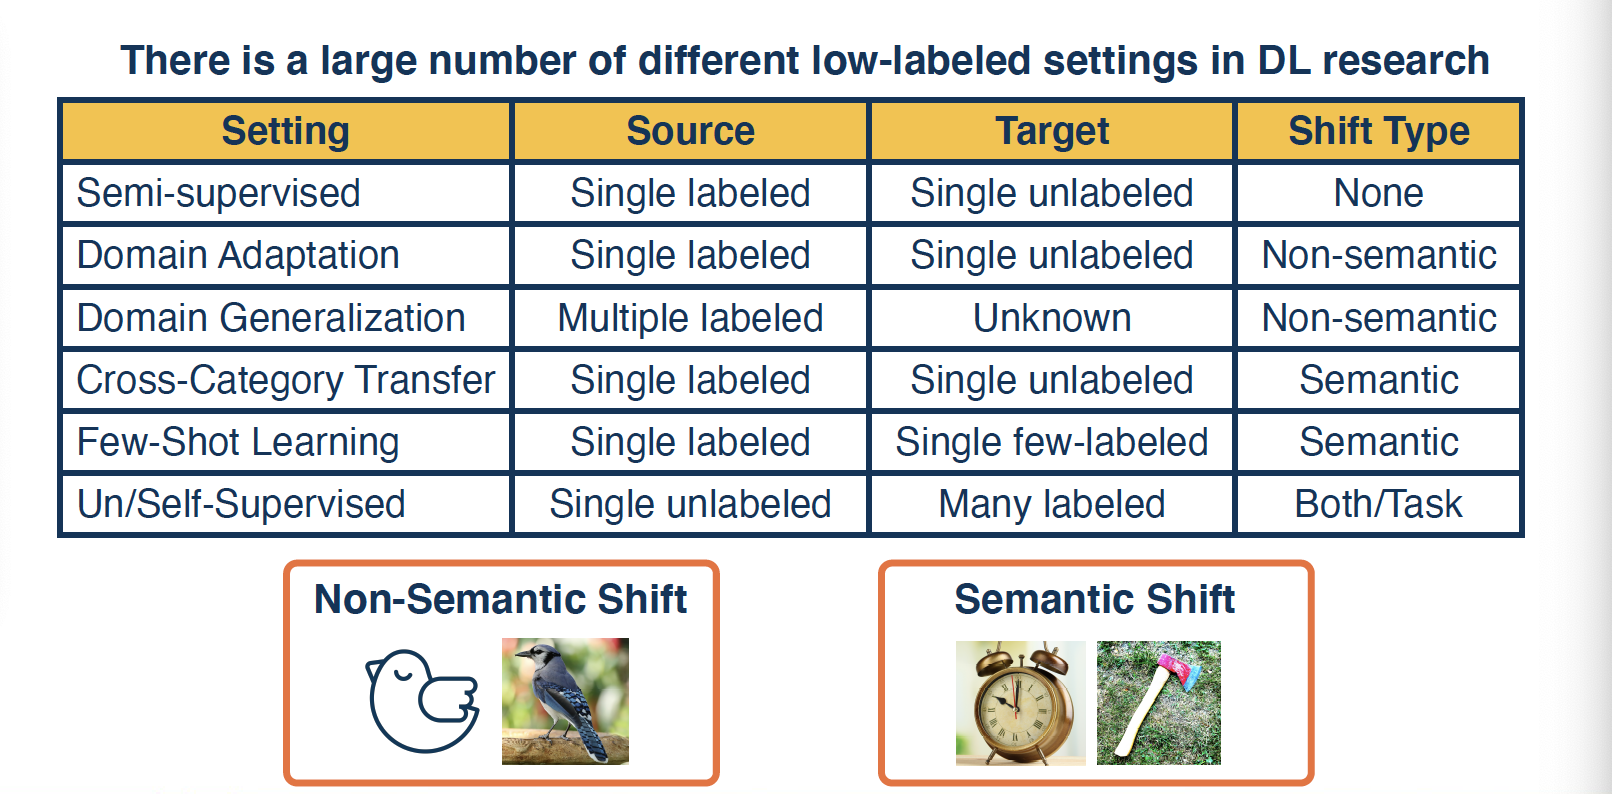 There is a large number of different low-labeled settings in DL research
Setting Source Target Shift Type
Semi-supervised Single labeled Single unlabeled None
Domain Adaptation Single labeled Single unlabeled Non-semantic
Domain Generalization Multiple labeled Unknown Non-semantic
Cross-Category Transfer Single labeled Single unlabeled Semantic
Few-Shot Learning Single labeled Single few-labeled Semantic
Un/Self-Supervised Single unlabeled Many labeled Both/Task
Non-Semantic Shift
Semantic Shift